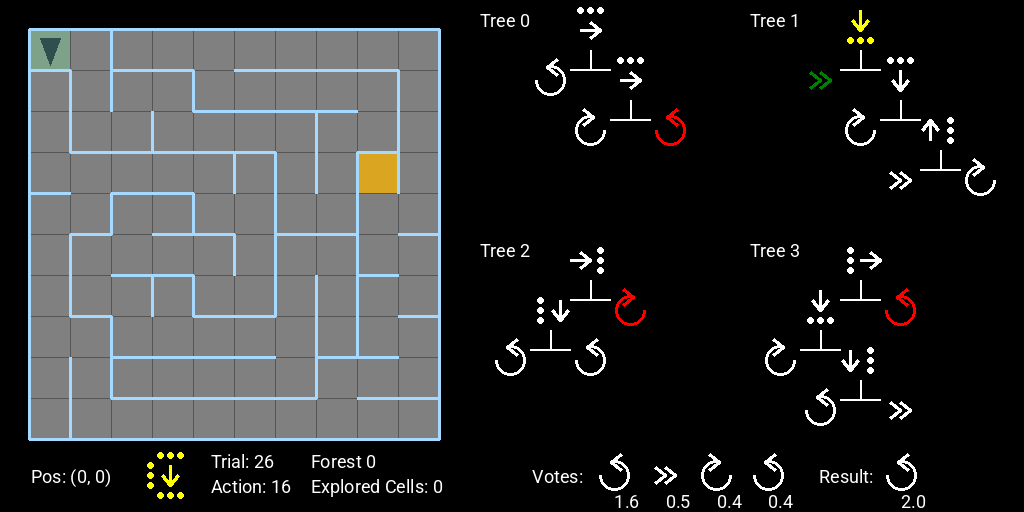 Tree 0
Tree 1
Tree 2
Tree 3
Pos: (0, 0)
Trial: 26
Forest 0
Action: 16
Explored Cells: 0
Votes:
1.6
0.5
0.4
0.4
Result:
2.0